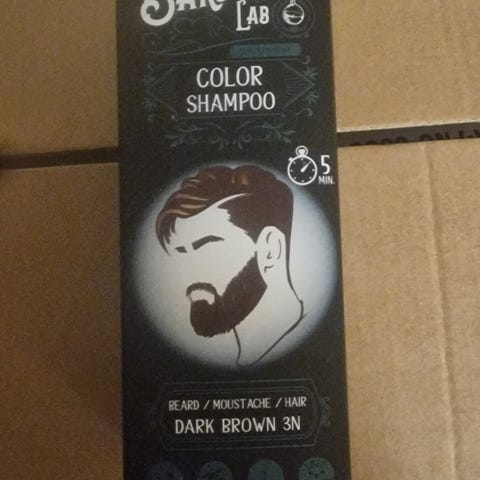 LAB
COLOR
SHAMPOO
5
MIN.
BEARD / MOUSTACHE / HAIR
DARK BROWN 3N